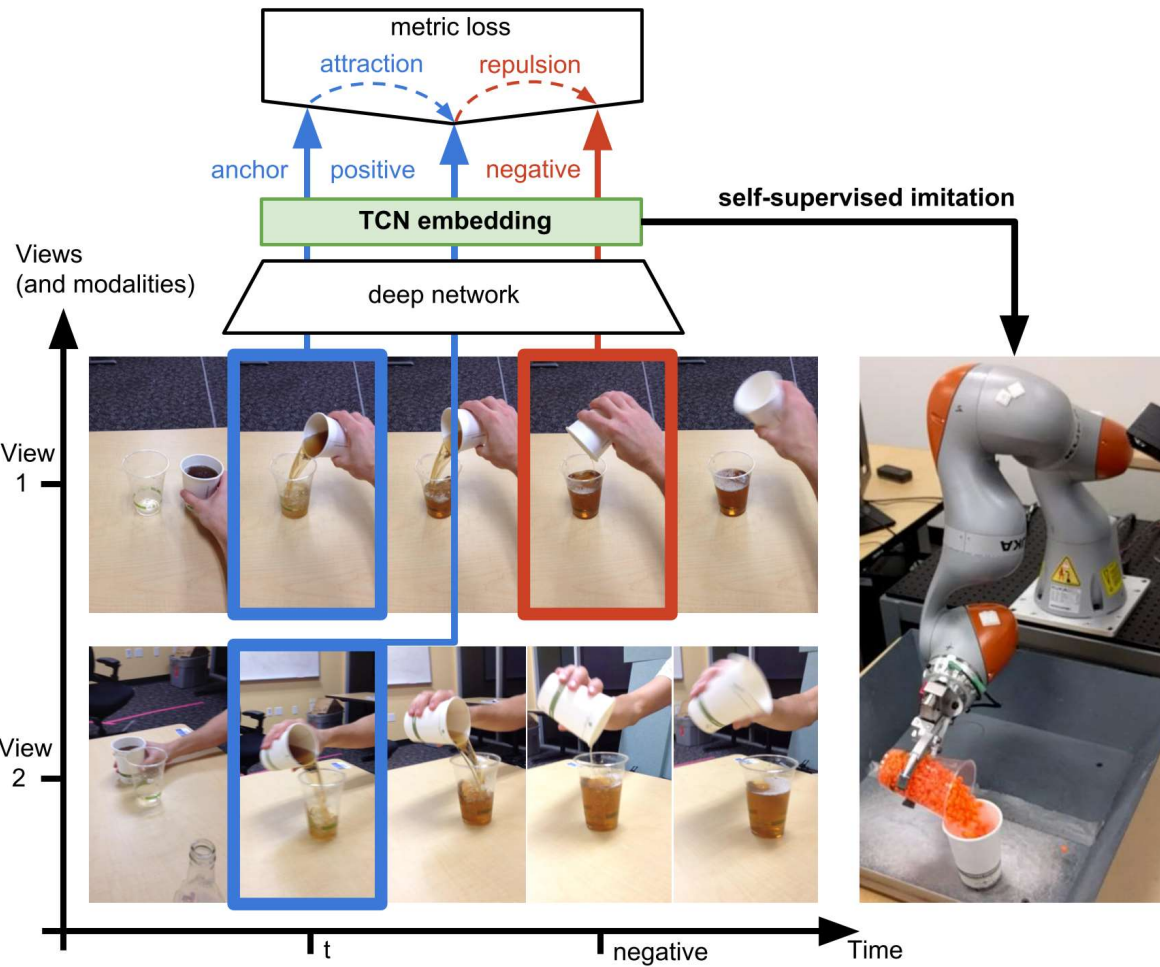 metric loss
attraction
repulsion
anchor
positive
negative
TCN embedding
self-supervised imitation
Views
(and modalities)
deep network
View
1
View
2
KUKA
t
negative
Time